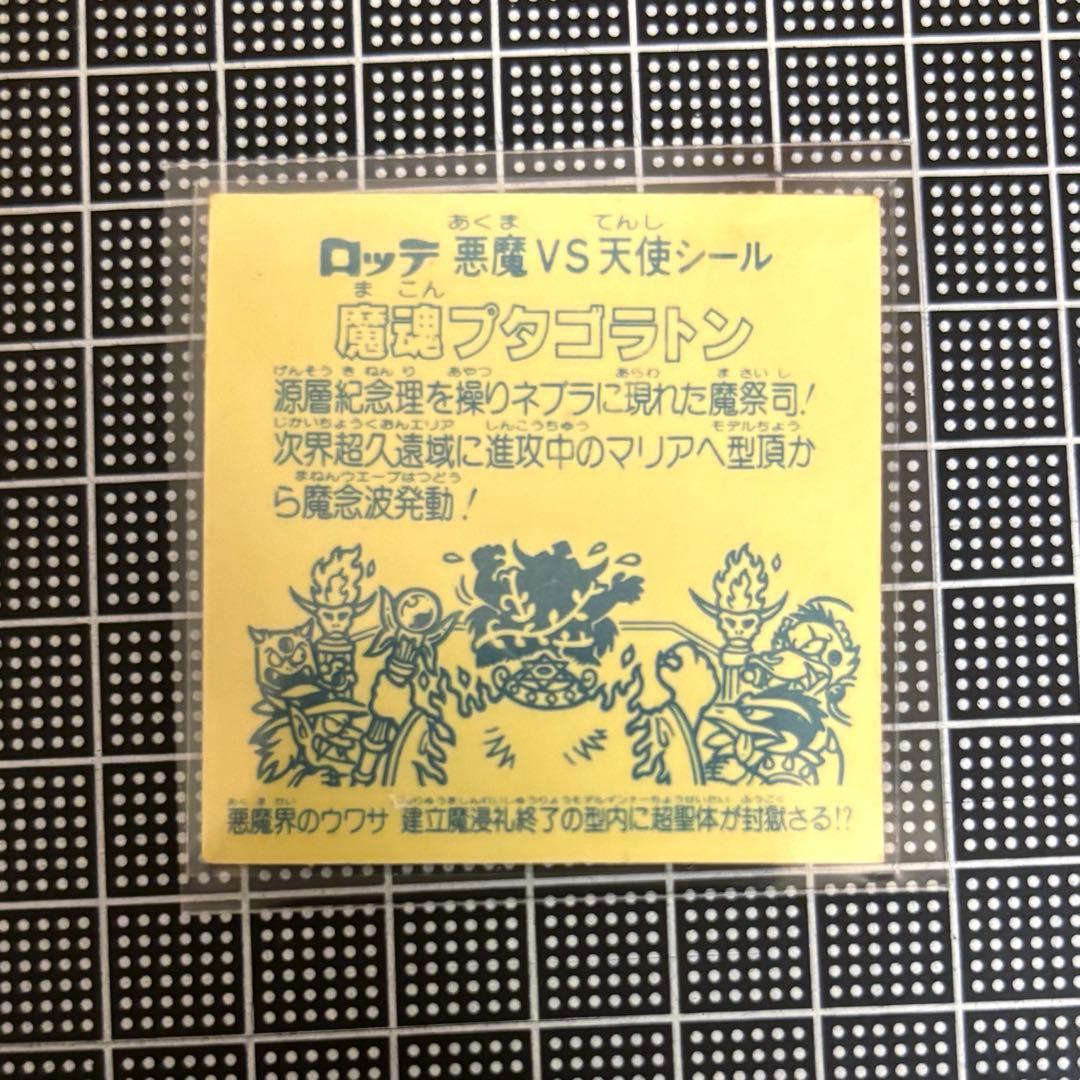 あくま てんし
ロッテ 悪魔VS天使シール
まこん
魔魂プタゴラトン
げんそうきねんり あやつ あらわ まさいし
源層紀念理を操りネブラに現れた魔祭司!
じかいちょうくおんエリア しんこうちゅう モデルちょう
次界超久遠域に進攻中のマリアへ型頂か
まねんウエーブはつどう
ら魔念波発動!
あくまかい
悪魔界のウワサ 建立魔浸礼終了の型内に超聖体が封獄さる!?